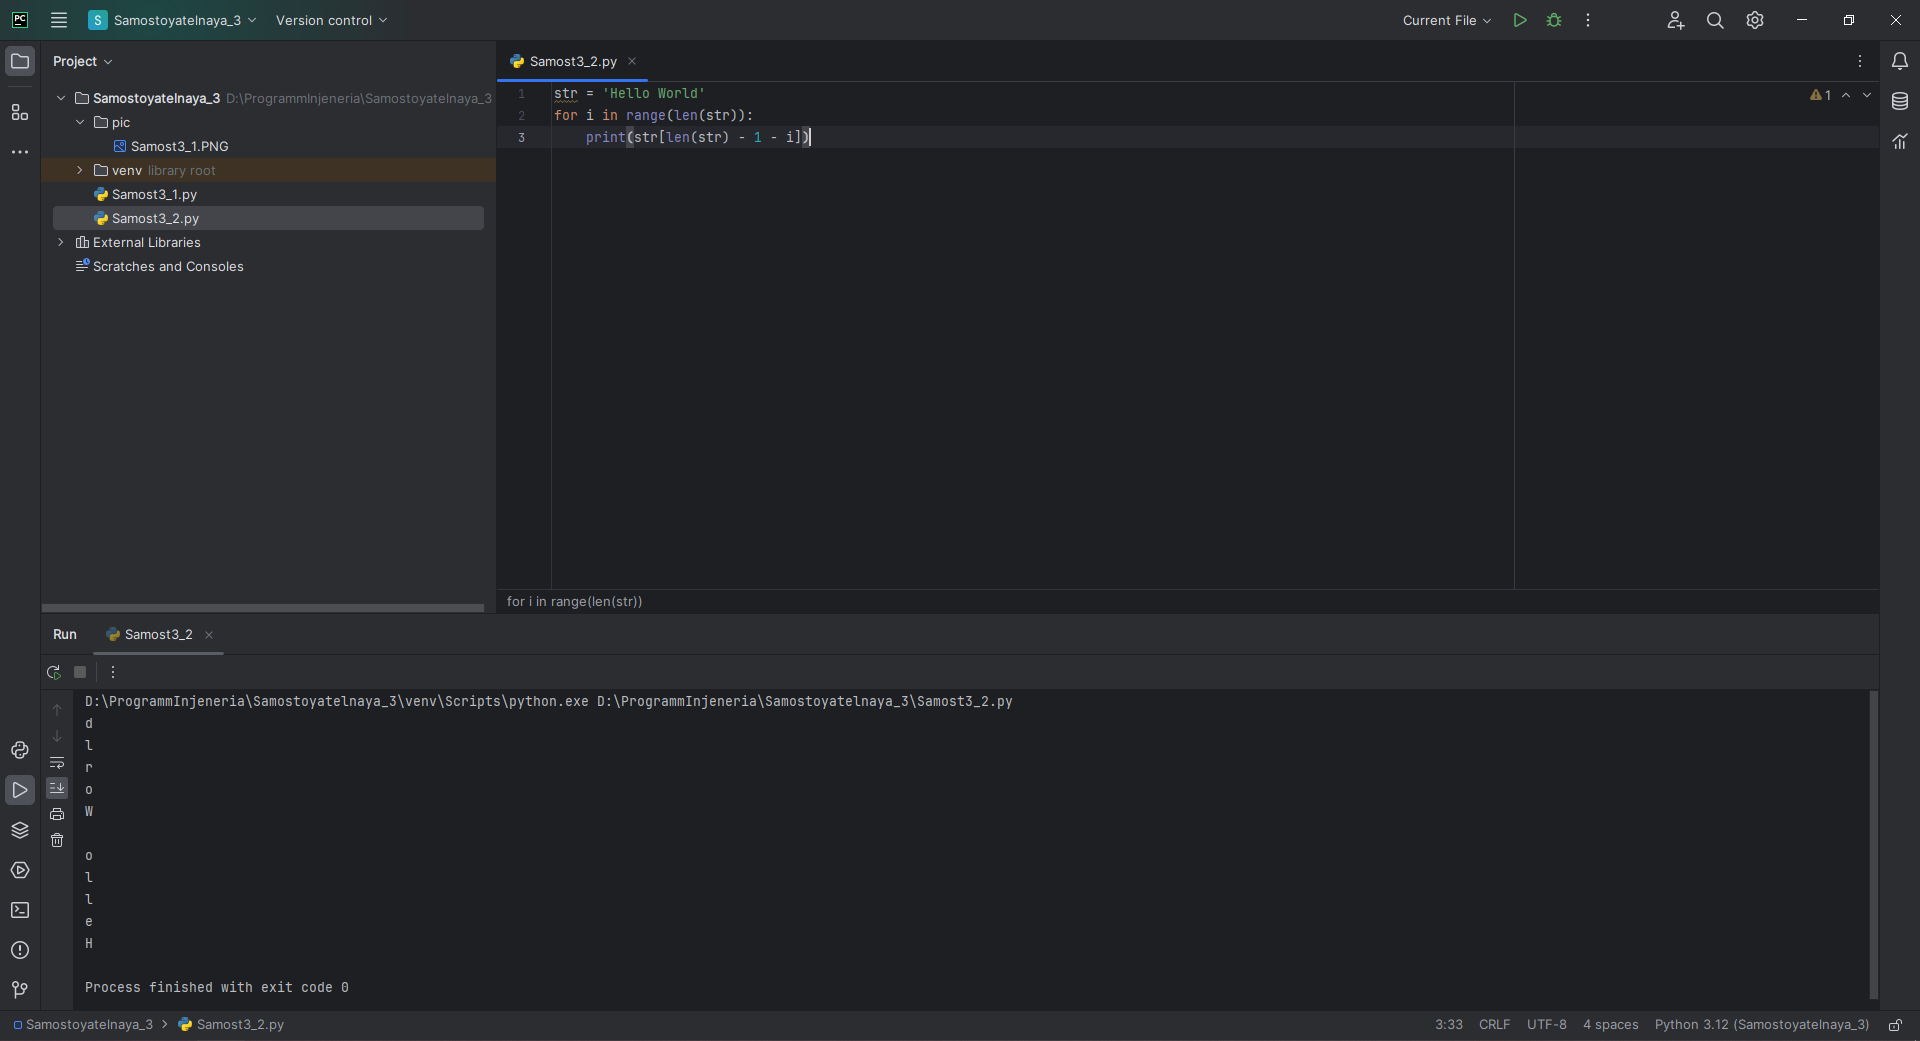 PC S Samostoyatelnaya_3 Version control Current File
Project
Samostoyatelnaya_3 D:\ProgrammInjeneria\Samostoyatelnaya_3
pic
Samost3_1.PNG
venv library root
Samost3_1.py
Samost3_2.py
External Libraries
Scratches and Consoles
Samost3_2.py
1 str = 'Hello World'
2 for i in range(len(str)):
3 print(str[len(str) - 1 - i])
1
for i in range(len(str))
Run Samost3_2
D:\ProgrammInjeneria\Samostoyatelnaya_3\venv\Scripts\python.exe D:\ProgrammInjeneria\Samostoyatelnaya_3\Samost3_2.py
d
l
r
o
W
o
l
l
e
H
Process finished with exit code 0
Samostoyatelnaya_3 Samost3_2.py 3:33 CRLF UTF-8 4 spaces Python 3.12 (Samostoyatelnaya_3)